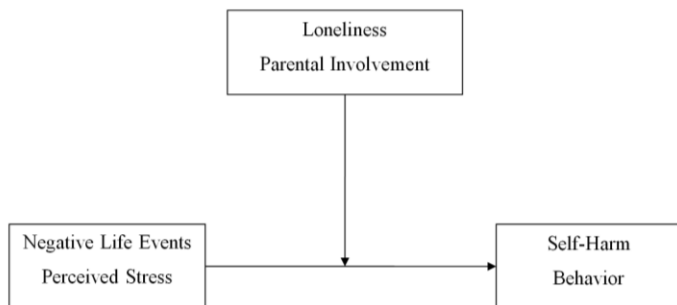 Loneliness
Parental Involvement
Negative Life Events
Perceived Stress
Self-Harm
Behavior